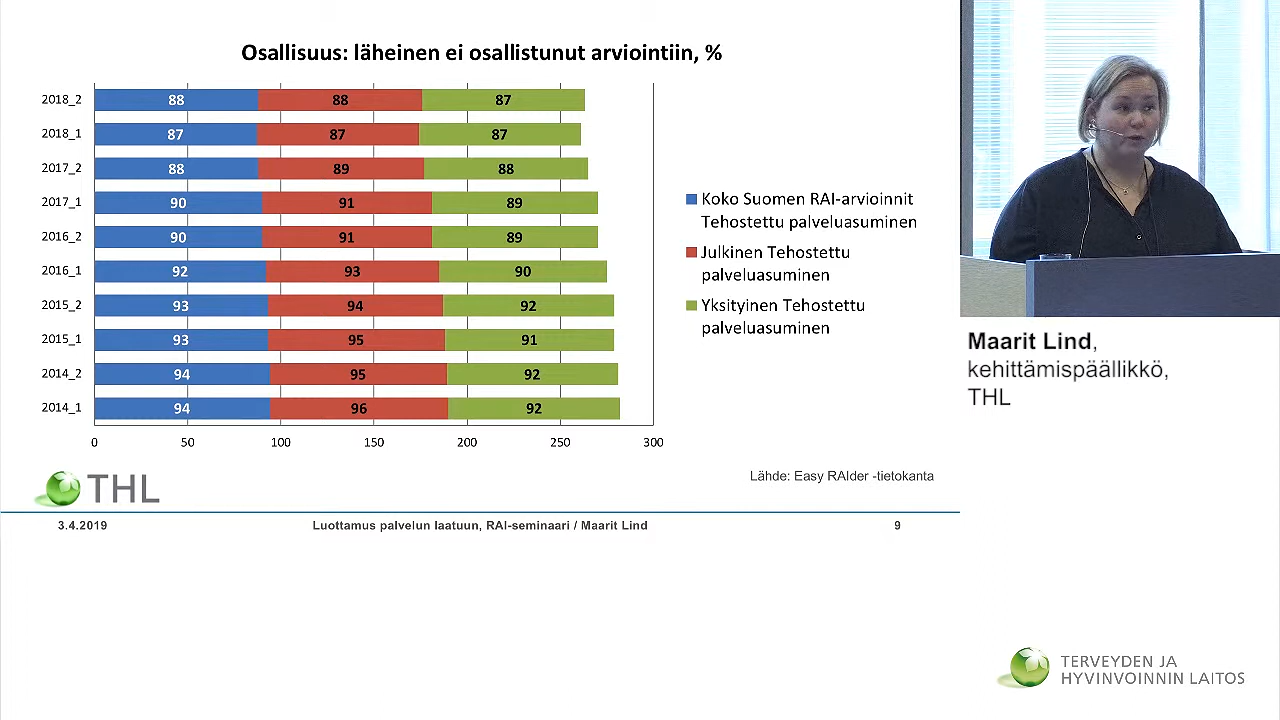 Osallistuminen omaan tuen arviointiin, %
2018_2 88 88 87
2018_1 87 87 87
2017_2 88 89 88
2017_1 90 91 89
2016_2 90 91 89
2016_1 92 93 90
2015_2 93 94 92
2015_1 93 95 91
2014_2 94 95 92
2014_1 94 96 92
0 50 100 150 200 250 300
Koko Suomen RAI-arvioinnit
Tehostettu palveluasuminen
Julkinen Tehostettu
palveluasuminen
Yksityinen Tehostettu
palveluasuminen
Lähde: Easy RAIder -tietokanta
THL
3.4.2019 Luottamus palvelun laatuun, RAI-seminaari / Maarit Lind 9
Maarit Lind,
kehittämispäällikkö,
THL
TERVEYDEN JA
HYVINVOINNIN LAITOS